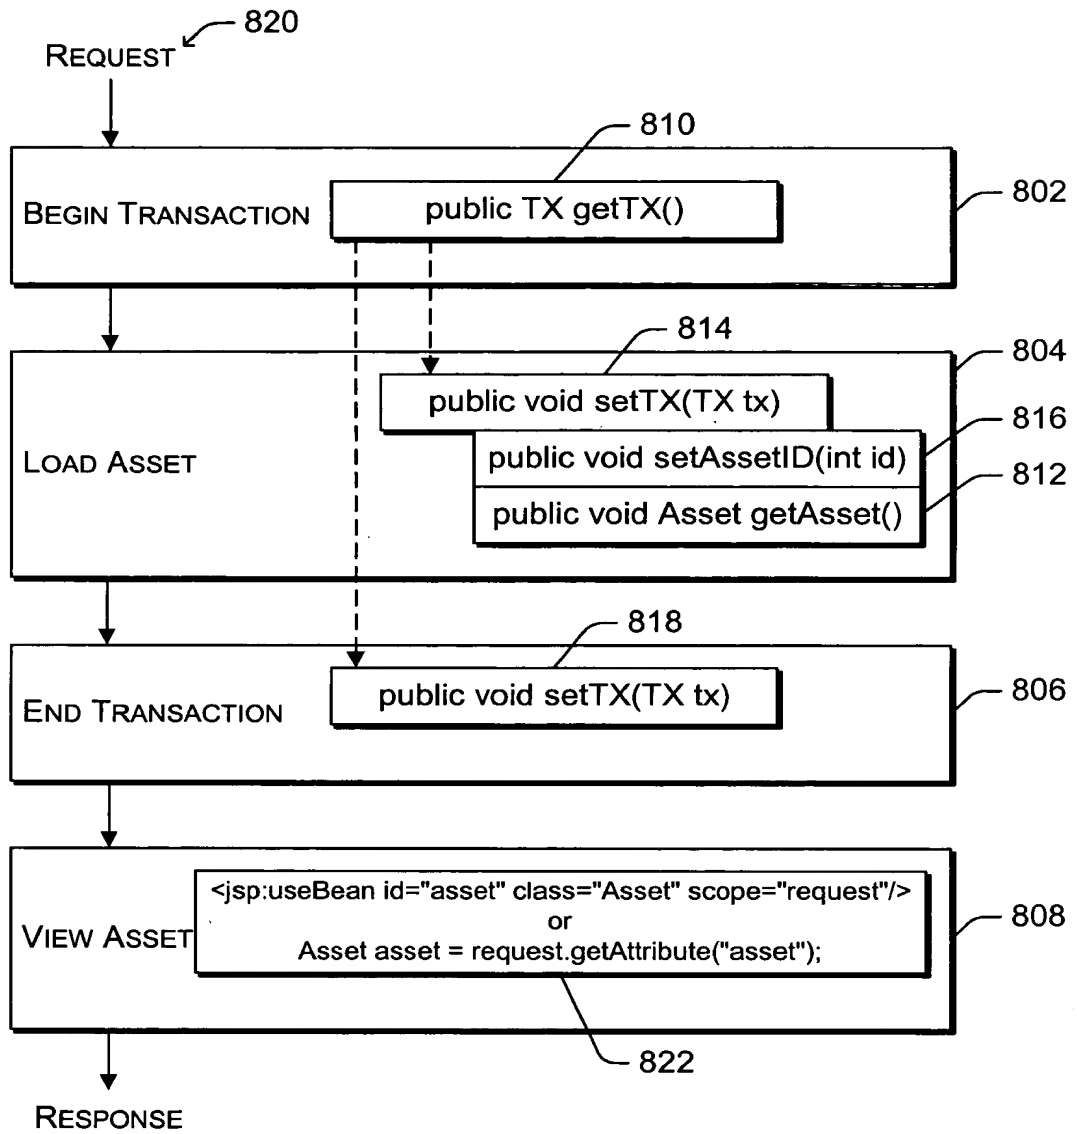 820
REQUEST
810
802
BEGIN TRANSACTION
public TX getTX()
814
804
public void setTX(TX tx)
816
LOAD ASSET
public void setAssetID(int id)
812
public void Asset getAsset()
818
806
END TRANSACTION
public void setTX(TX tx)
<jsp:useBean id="asset" class="Asset" scope="request"/>
or
808
VIEW ASSET
Asset asset = request.getAttribute("asset");
822
RESPONSE